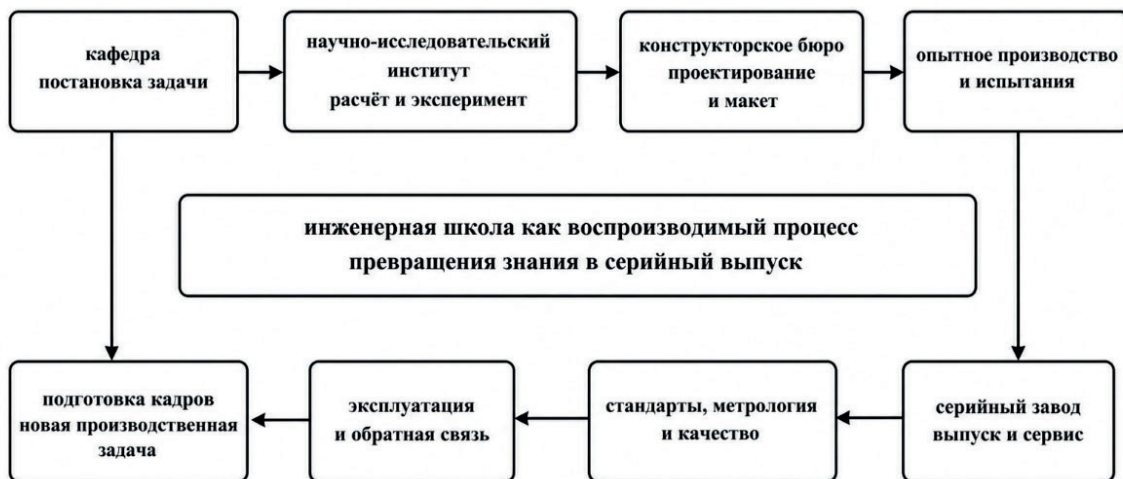 кафедра
постановка задачи
научно-исследовательский
институт
расчёт и эксперимент
конструкторское бюро
проектирование
и макет
опытное производство
и испытания
инженерная школа как воспроизводимый процесс
превращения знания в серийный выпуск
подготовка кадров
новая производственная
задача
эксплуатация
и обратная связь
стандарты, метрология
и качество
серийный завод
выпуск и сервис